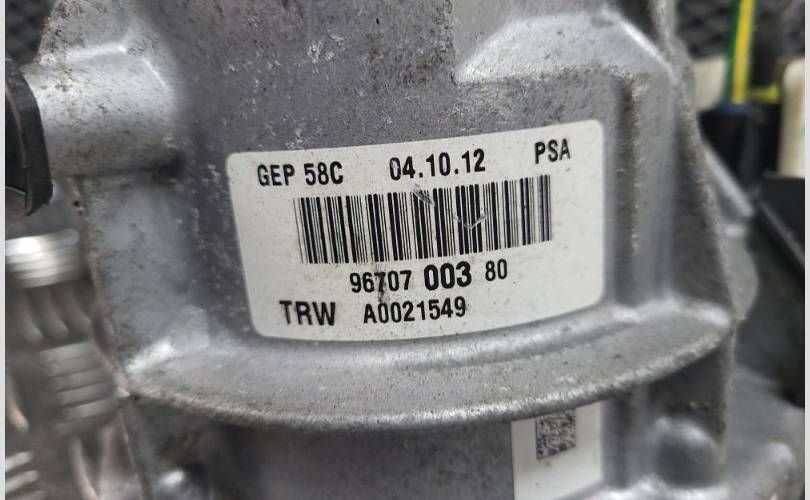 GEP 58C 04.10.12 PSA
96707 003 80
TRW A0021549